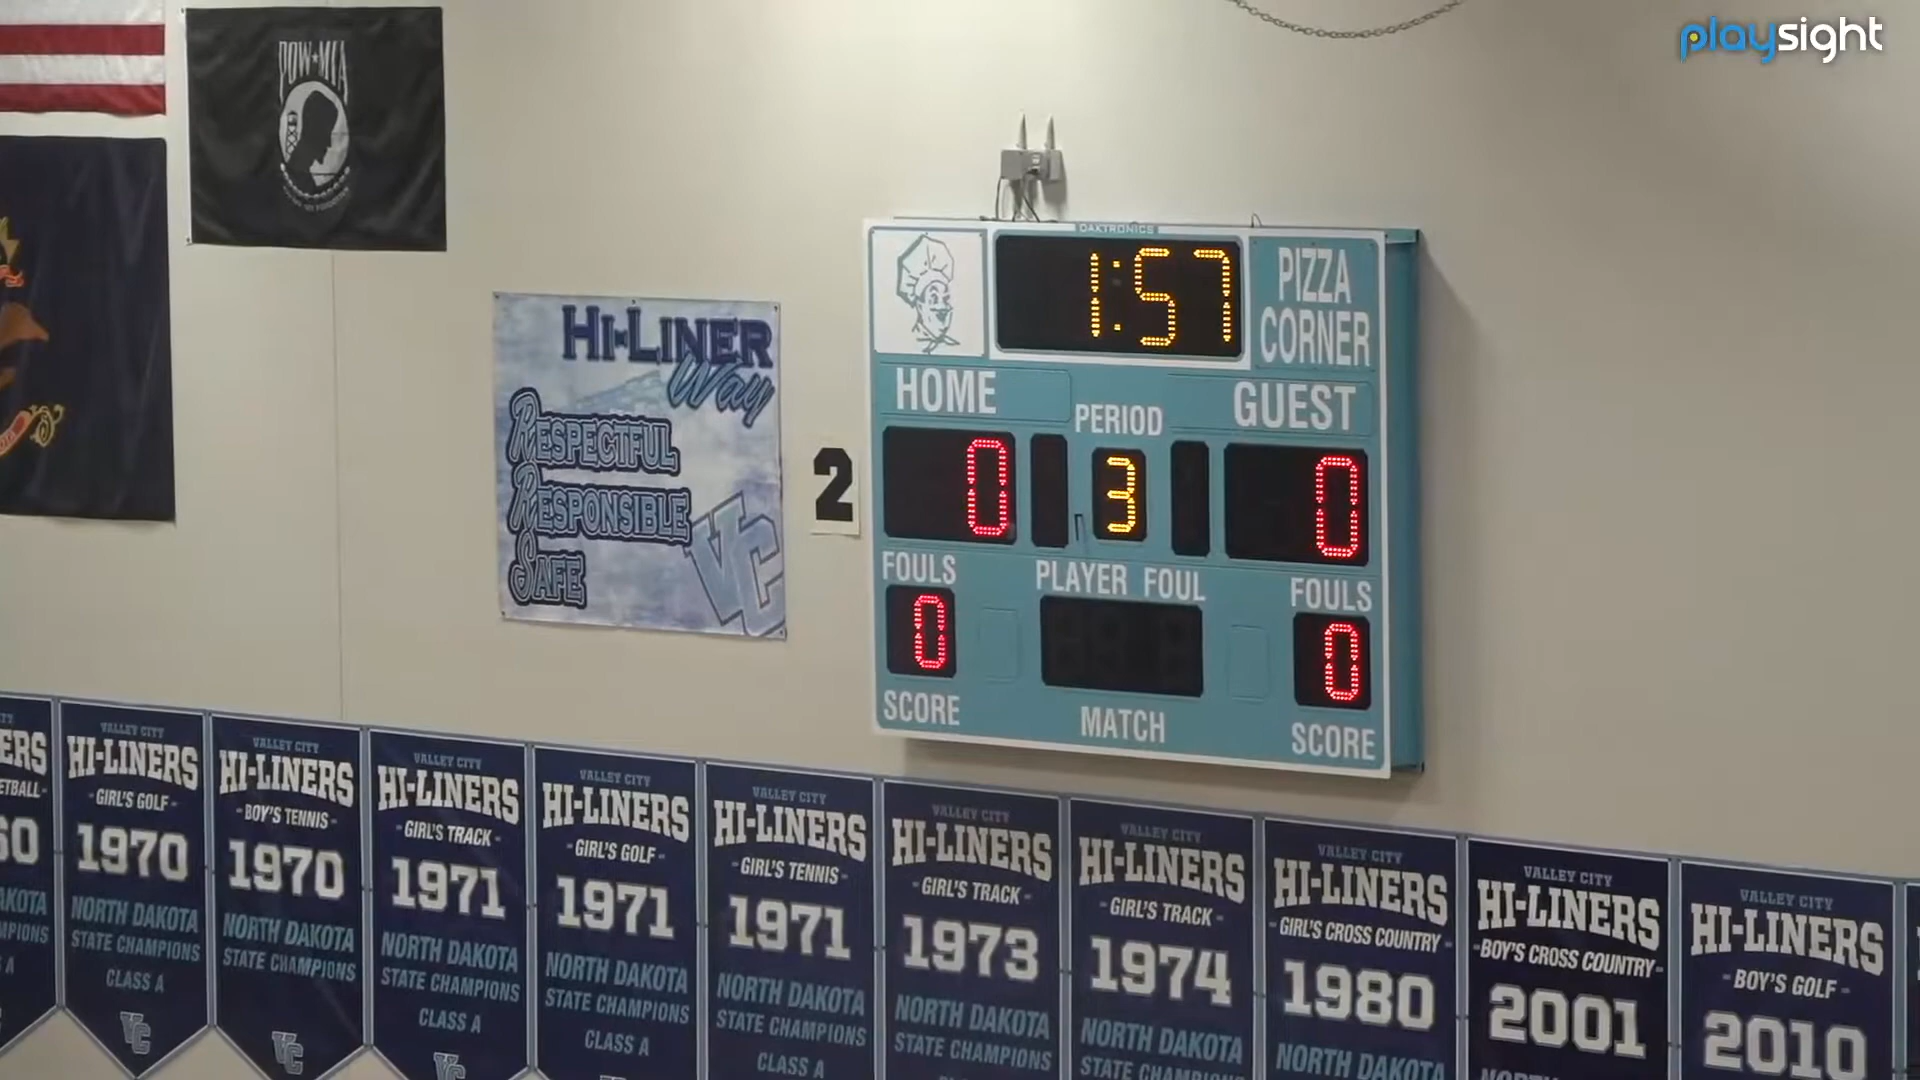 playsight
POW★MIA
HI-LINER
Way
RESPECTFUL
RESPONSIBLE
SAFE
VC
2
DAKTRONICS
1:57
PIZZA
CORNER
HOME
GUEST
PERIOD
0
3
0
FOULS
PLAYER FOUL
FOULS
0
0
SCORE
MATCH
SCORE
VALLEY CITY
HI-LINERS
-GIRL'S GOLF-
1970
NORTH DAKOTA
STATE CHAMPIONS
CLASS A
VC
VALLEY CITY
HI-LINERS
-BOY'S TENNIS-
1970
NORTH DAKOTA
STATE CHAMPIONS
VC
VALLEY CITY
HI-LINERS
-GIRL'S TRACK-
1971
NORTH DAKOTA
STATE CHAMPIONS
CLASS A
VALLEY CITY
HI-LINERS
-GIRL'S GOLF-
1971
NORTH DAKOTA
STATE CHAMPIONS
CLASS A
VALLEY CITY
HI-LINERS
-GIRL'S TENNIS-
1971
NORTH DAKOTA
STATE CHAMPIONS
CLASS A
VALLEY CITY
HI-LINERS
-GIRL'S TRACK-
1973
NORTH DAKOTA
STATE CHAMPIONS
CLASS A
VALLEY CITY
HI-LINERS
-GIRL'S TRACK-
1974
NORTH DAKOTA
STATE CHAMPIONS
VALLEY CITY
HI-LINERS
-GIRL'S CROSS COUNTRY-
1980
NORTH DAKOTA
VALLEY CITY
HI-LINERS
-BOY'S CROSS COUNTRY-
2001
NORTH DAKOTA
VALLEY CITY
HI-LINERS
-BOY'S GOLF-
2010